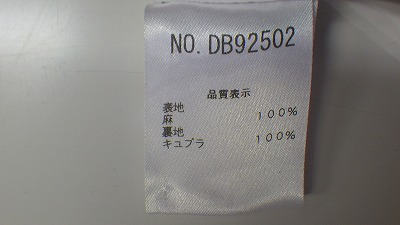 NO. DB92502
品質表示
表地
麻 100%
裏地
キュプラ 100%